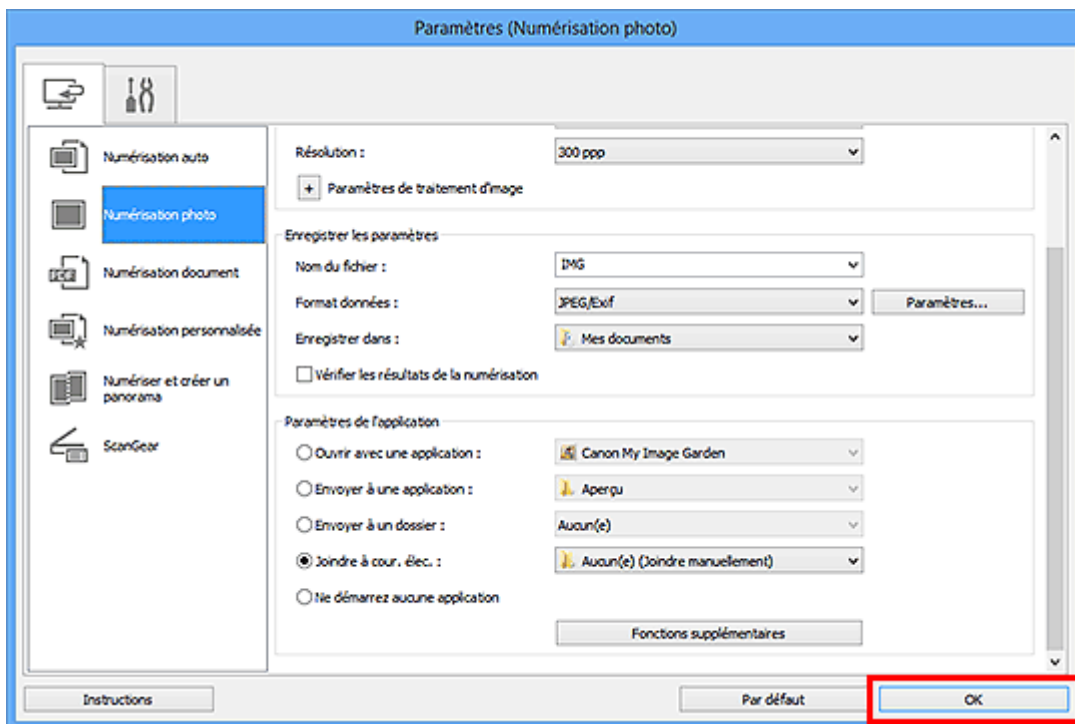 Paramètres (Numérisation photo)
Numérisation auto
Numérisation photo
Numérisation document
Numérisation personnalisée
Numériser et créer un
panorama
ScanGear
Résolution : 300 ppp
+ Paramètres de traitement d'image
Enregistrer les paramètres
Nom du fichier : IMG
Format données : JPEG/Exif Paramètres...
Enregistrer dans : Mes documents
Vérifier les résultats de la numérisation
Paramètres de l'application
Ouvrir avec une application : Canon My Image Garden
Envoyer à une application : Aperçu
Envoyer à un dossier : Aucun(e)
Joindre à cour. élec. : Aucun(e) (Joindre manuellement)
Ne démarrez aucune application
Fonctions supplémentaires
Instructions Par défaut OK